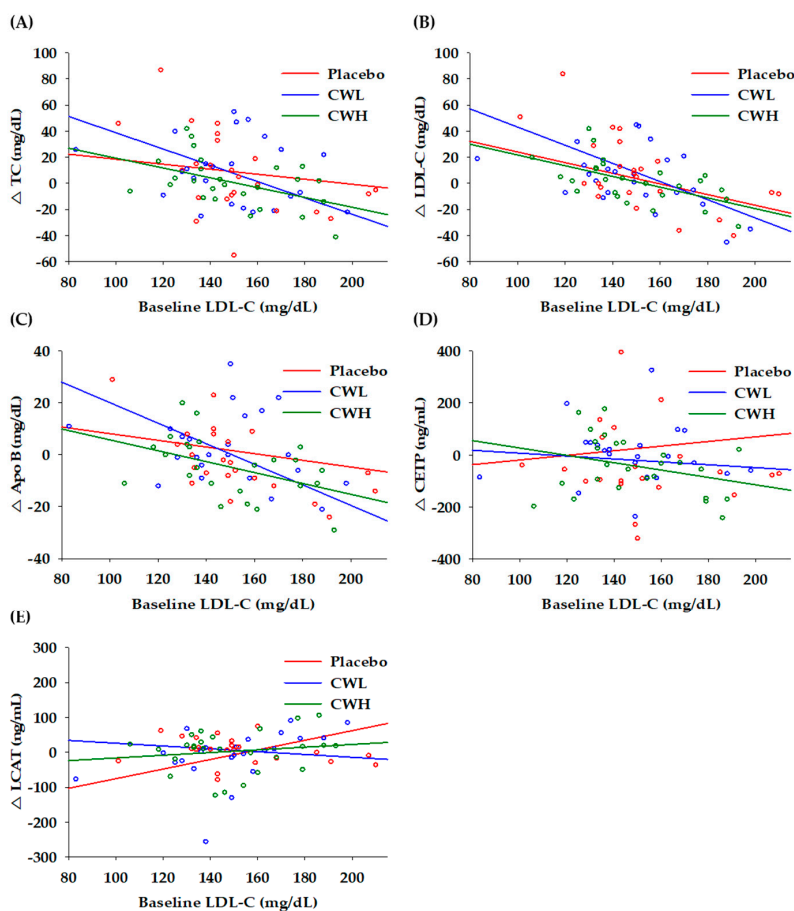 (A)
100
80
60
40
20
0
-20
-40
-60
△ TC (mg/dL)
Placebo
CWL
CWH
80 100 120 140 160 180 200
Baseline LDL-C (mg/dL)
(B)
100
80
60
40
20
0
-20
-40
-60
△ LDL-C (mg/dL)
Placebo
CWL
CWH
80 100 120 140 160 180 200
Baseline LDL-C (mg/dL)
(C)
40
20
0
-20
-40
△ Apo B (mg/dL)
Placebo
CWL
CWH
80 100 120 140 160 180 200
Baseline LDL-C (mg/dL)
(D)
400
200
0
-200
-400
△ CETP (ng/mL)
Placebo
CWL
CWH
80 100 120 140 160 180 200
Baseline LDL-C (mg/dL)
(E)
300
200
100
0
-100
-200
-300
△ LCAT (ng/mL)
Placebo
CWL
CWH
80 100 120 140 160 180 200
Baseline LDL-C (mg/dL)